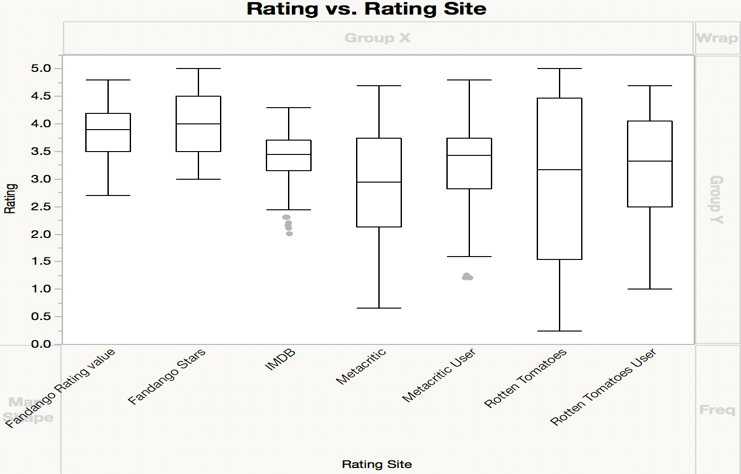 Rating vs. Rating Site
Group X
Wrap
5.0
4.5
4.0
3.5
3.0
2.5
2.0
1.5
1.0
0.5
0.0
Rating
Group Y
Fandango Rating value
Fandango Stars
IMDB
Metacritic
Metacritic User
Rotten Tomatoes
Rotten Tomatoes User
Map
Shape
Freq
Rating Site